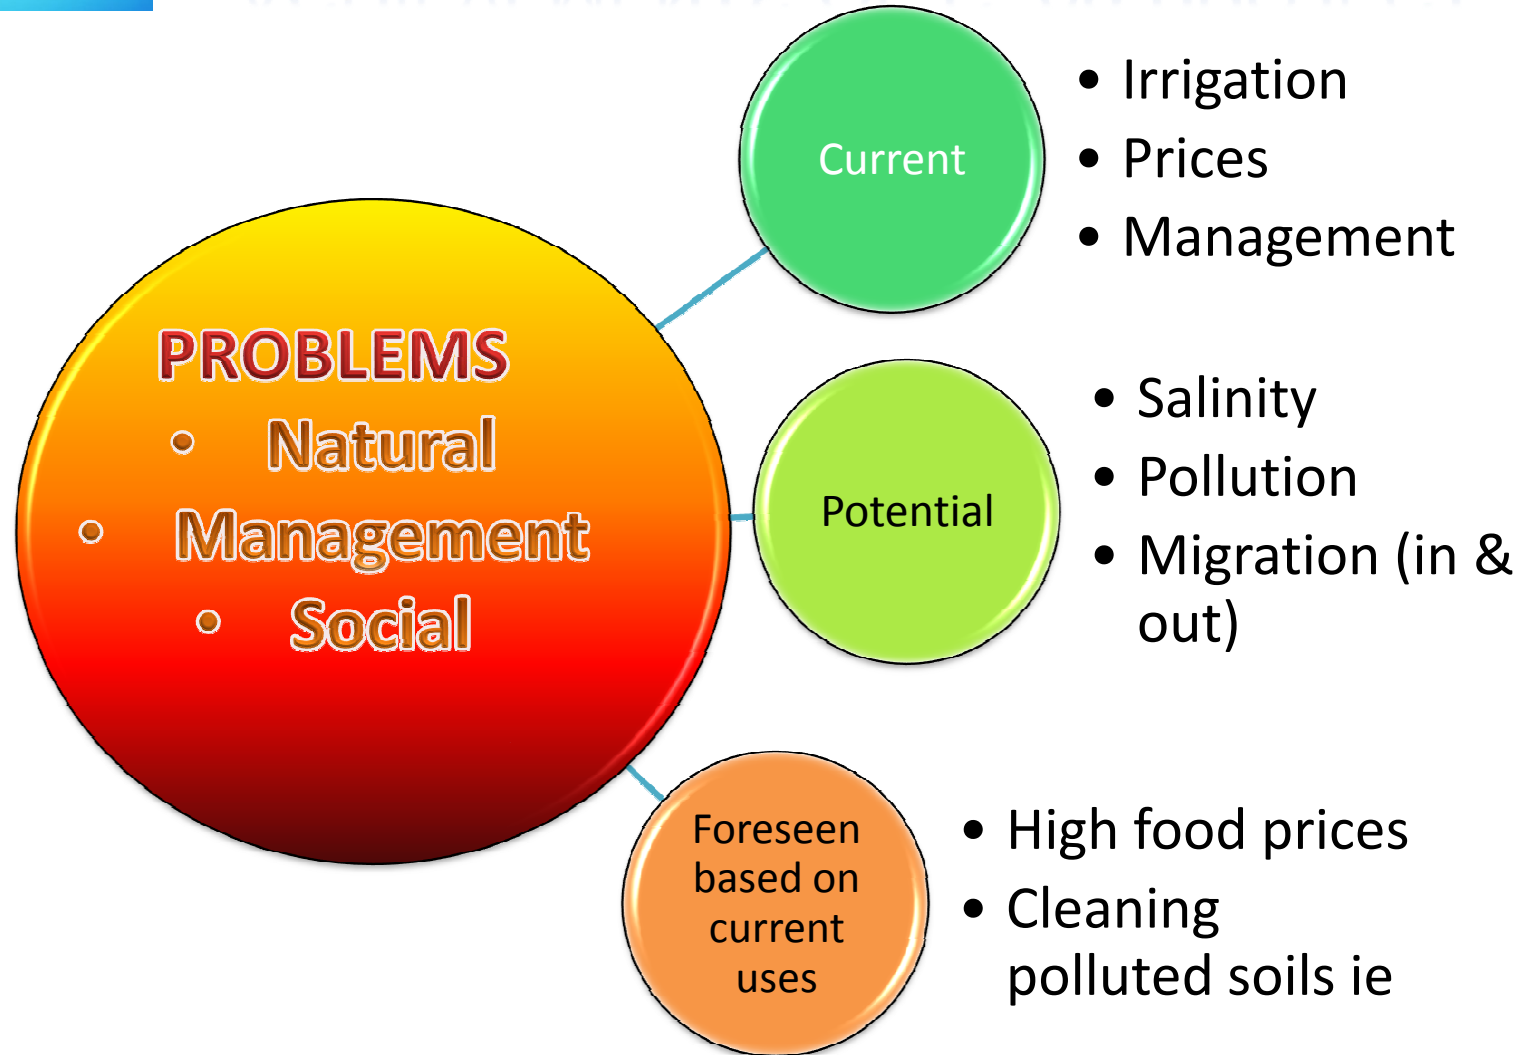 PROBLEMS
• Natural
• Management
• Social
Current
• Irrigation
• Prices
• Management
Potential
• Salinity
• Pollution
• Migration (in &
out)
Foreseen
based on
current
uses
• High food prices
• Cleaning
polluted soils ie